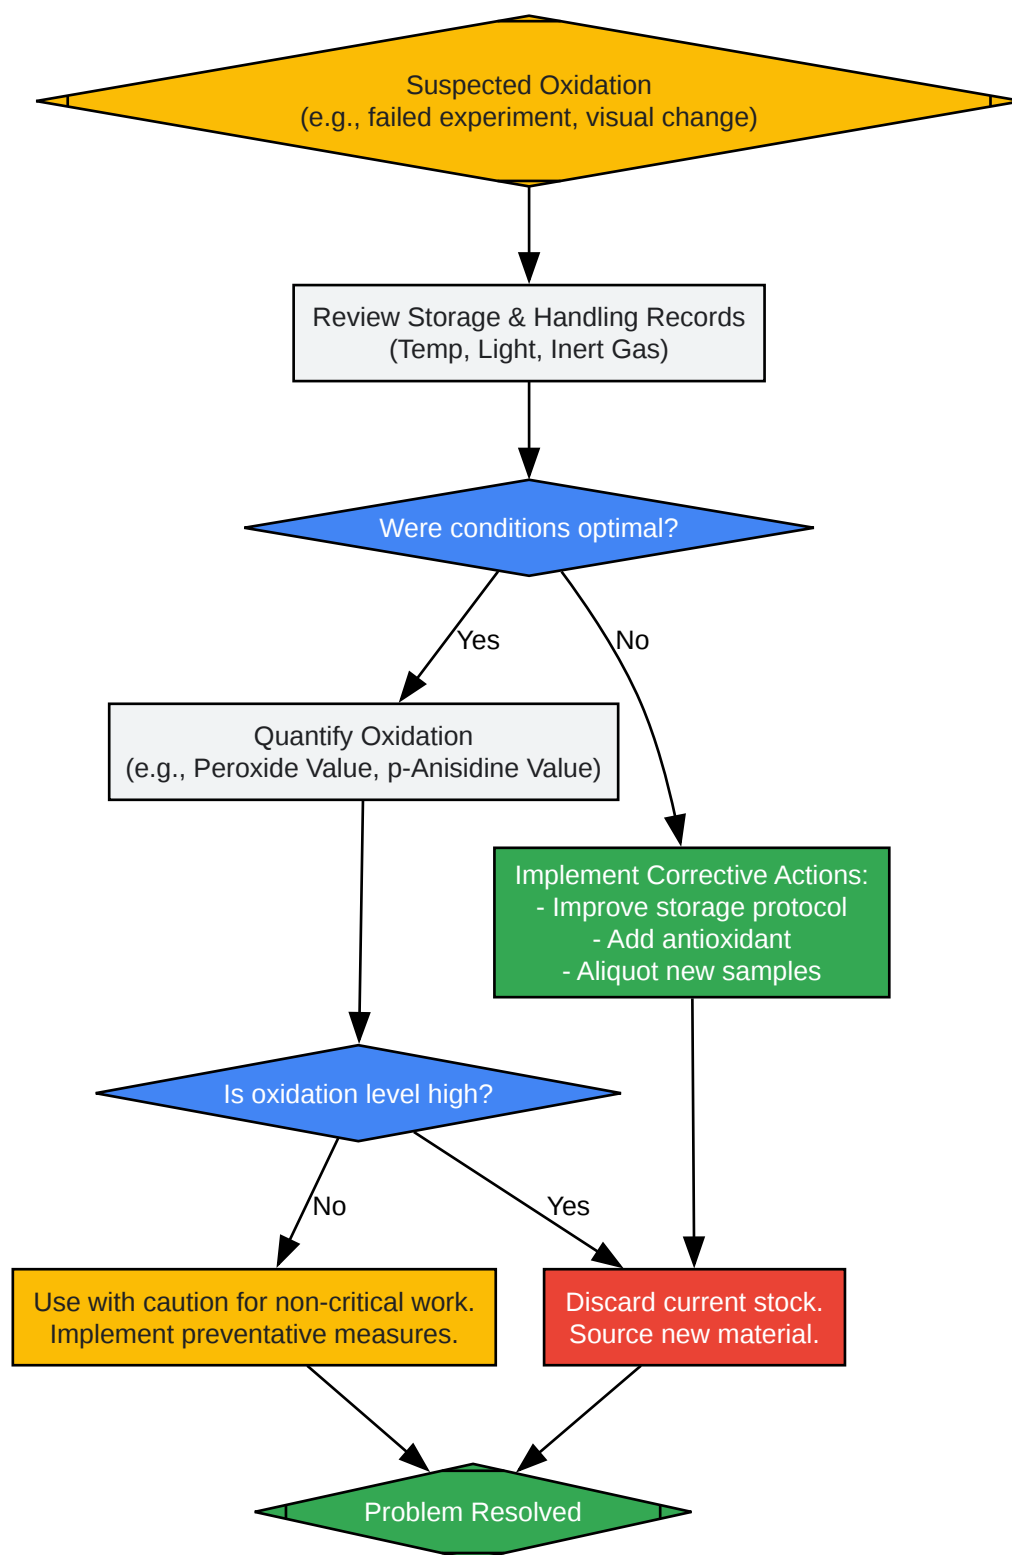 Suspected Oxidation
(e.g., failed experiment, visual change)
Review Storage & Handling Records
(Temp, Light, Inert Gas)
Were conditions optimal?
Yes
No
Quantify Oxidation
(e.g., Peroxide Value, p-Anisidine Value)
Implement Corrective Actions:
- Improve storage protocol
- Add antioxidant
- Aliquot new samples
Is oxidation level high?
No
Yes
Use with caution for non-critical work.
Implement preventative measures.
Discard current stock.
Source new material.
Problem Resolved